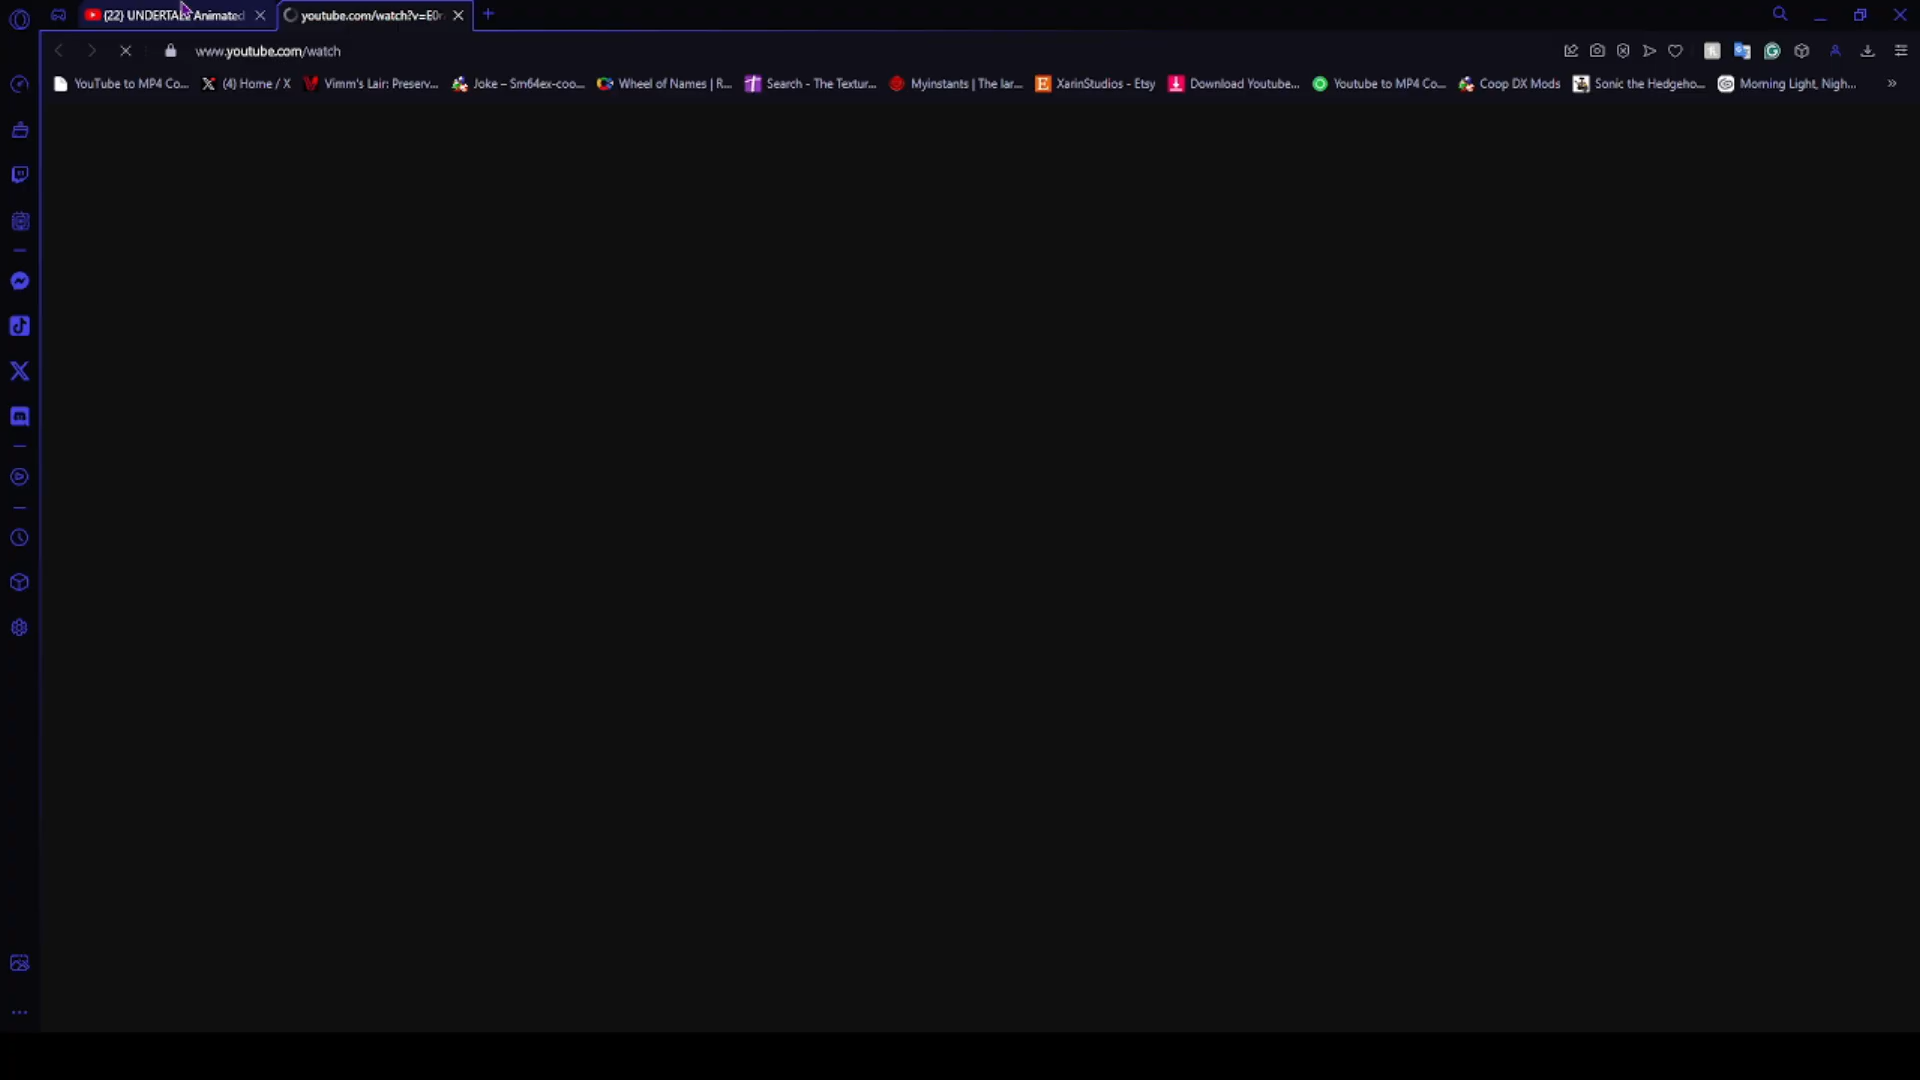 (22) UNDERTALE Animated
youtube.com/watch?v=E0r
www.youtube.com/watch
YouTube to MP4 Co...
(4) Home / X
Vimm's Lair: Preserv...
Joke – Sm64ex-coo...
Wheel of Names | R...
Search - The Textur...
Myinstants | The lar...
XarinStudios - Etsy
Download Youtube...
Youtube to MP4 Co...
Coop DX Mods
Sonic the Hedgeho...
Morning Light, Nigh...